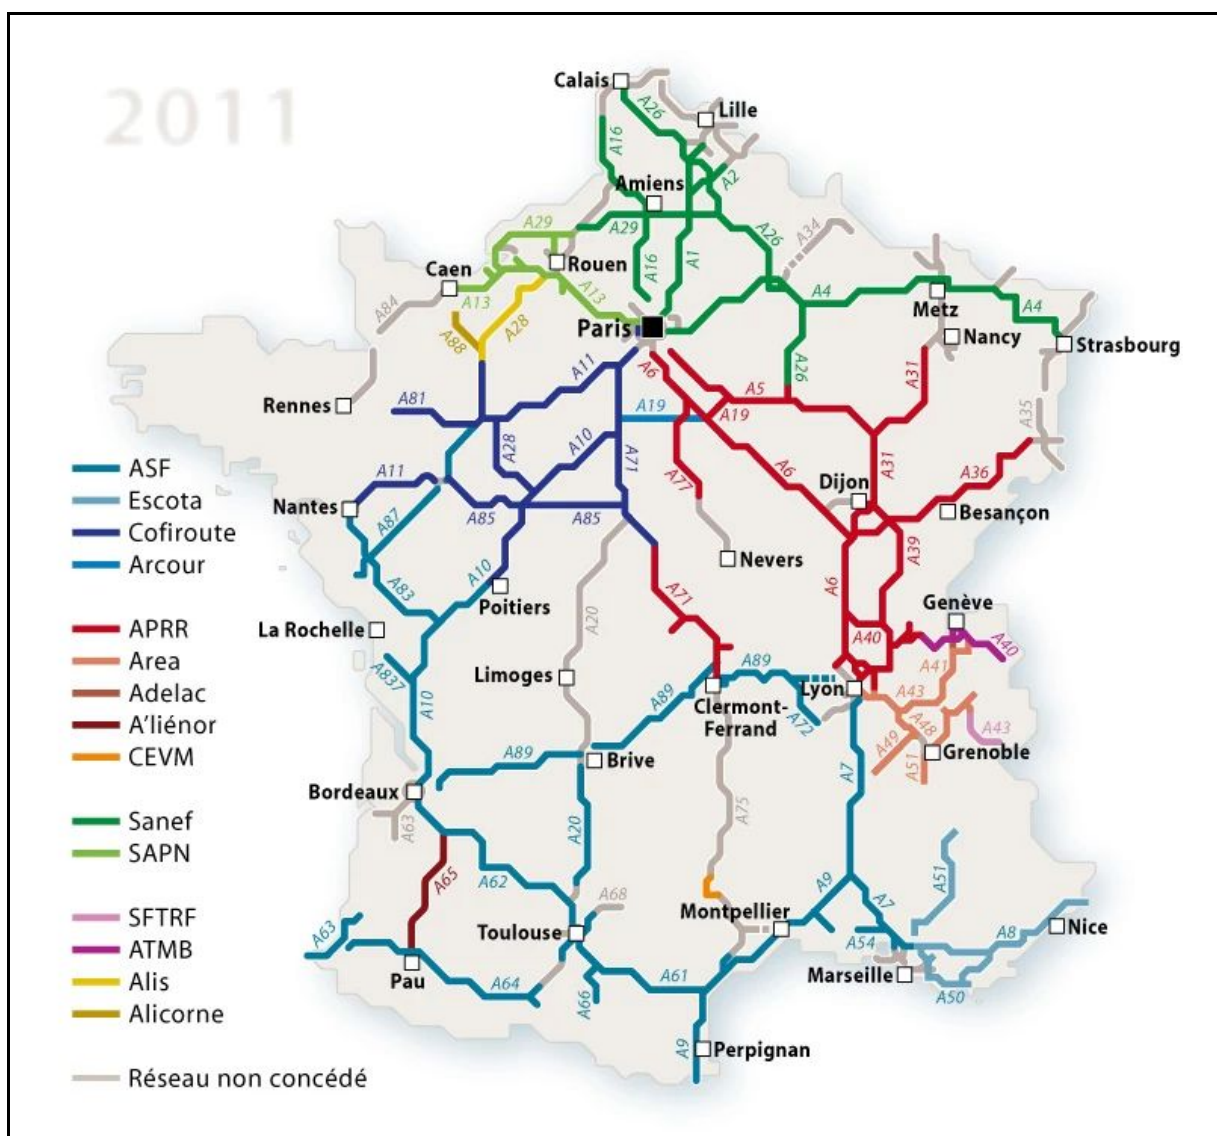 2011
Calais
A26
Lille
A16
A2
Amiens
A29
A29
A26
A34
Rouen
A16
A1
Caen
A13
A13
A4
Metz
A4
A84
A28
A88
Paris
Nancy
Strasbourg
A11
A6
A26
A31
A5
A81
Rennes
A19
A19
A35
A28
A10
A71
A6
A31
A36
A11
A77
Dijon
Nantes
A87
A85
A85
Besançon
A39
Nevers
A10
A6
A83
Poitiers
A71
Genève
A20
La Rochelle
A40
A40
A41
A837
Limoges
A89
Lyon
A43
A10
A89
Clermont-
Ferrand
A72
A48
A43
A49
Grenoble
A89
Brive
A7
A51
Bordeaux
A75
A63
A20
A65
A62
A68
A9
A51
Montpellier
A7
A63
Toulouse
A54
A8
Nice
Pau
A64
A66
A61
Marseille
A50
A9
Perpignan
ASF
Escota
Cofiroute
Arcour
APRR
Area
Adelac
A’liénor
CEVM
Sanef
SAPN
SFTRF
ATMB
Alis
Alicorne
Réseau non concédé